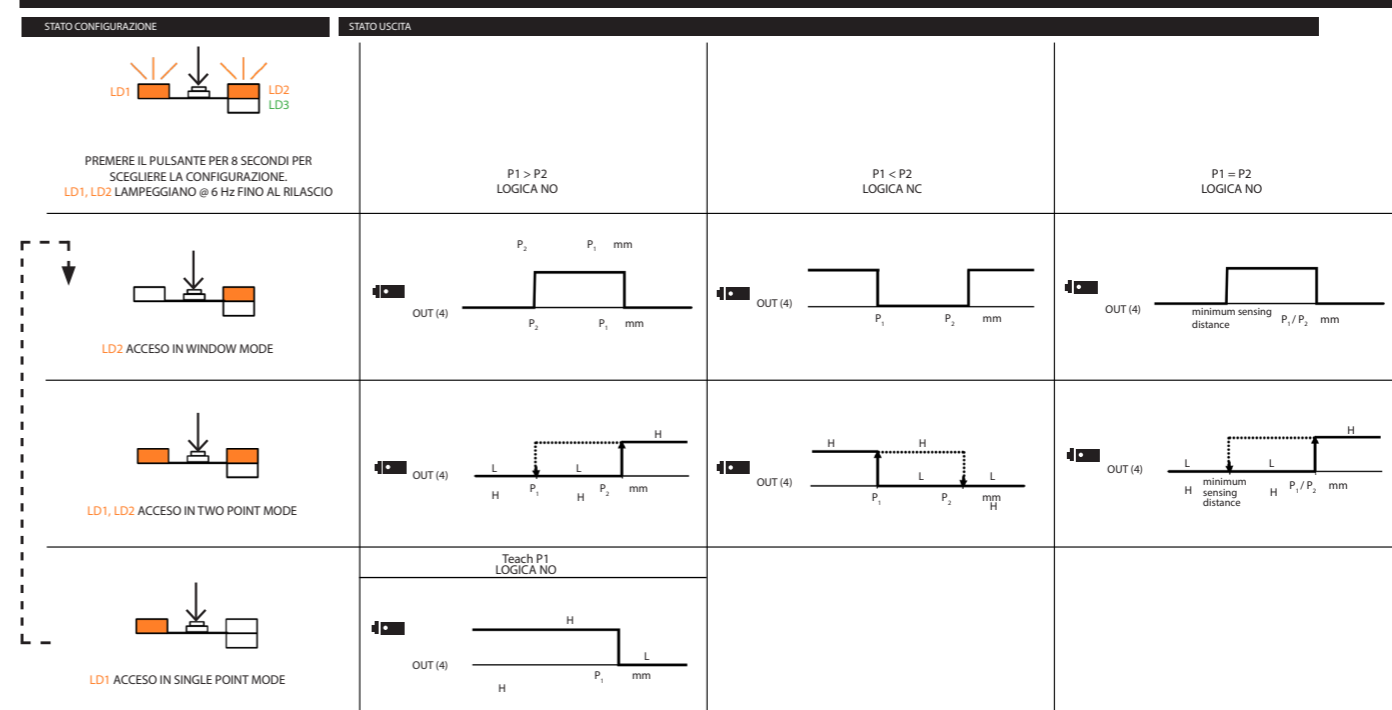 STATO CONFIGURAZIONE
STATO USCITA
LD1
LD2
LD3
PREMERE IL PULSANTE PER 8 SECONDI PER
SCEGLIERE LA CONFIGURAZIONE.
LD1, LD2 LAMPEGGIANO @ 6 Hz FINO AL RILASCIO
P1 > P2
LOGICA NO
P1 < P2
LOGICA NC
P1 = P2
LOGICA NO
LD2 ACCESO IN WINDOW MODE
P2 P1 mm
OUT (4)
P2 P1 mm
OUT (4)
P1 P2 mm
OUT (4)
minimum sensing
distance
P1 / P2 mm
LD1, LD2 ACCESO IN TWO POINT MODE
H
L L
OUT (4)
H P1 H P2 mm
H H
L L
OUT (4)
P1 P2 mm
H
H
L L
OUT (4)
H minimum
sensing
distance
H P1 / P2 mm
Teach P1
LOGICA NO
LD1 ACCESO IN SINGLE POINT MODE
H
L
OUT (4)
P1 mm
H